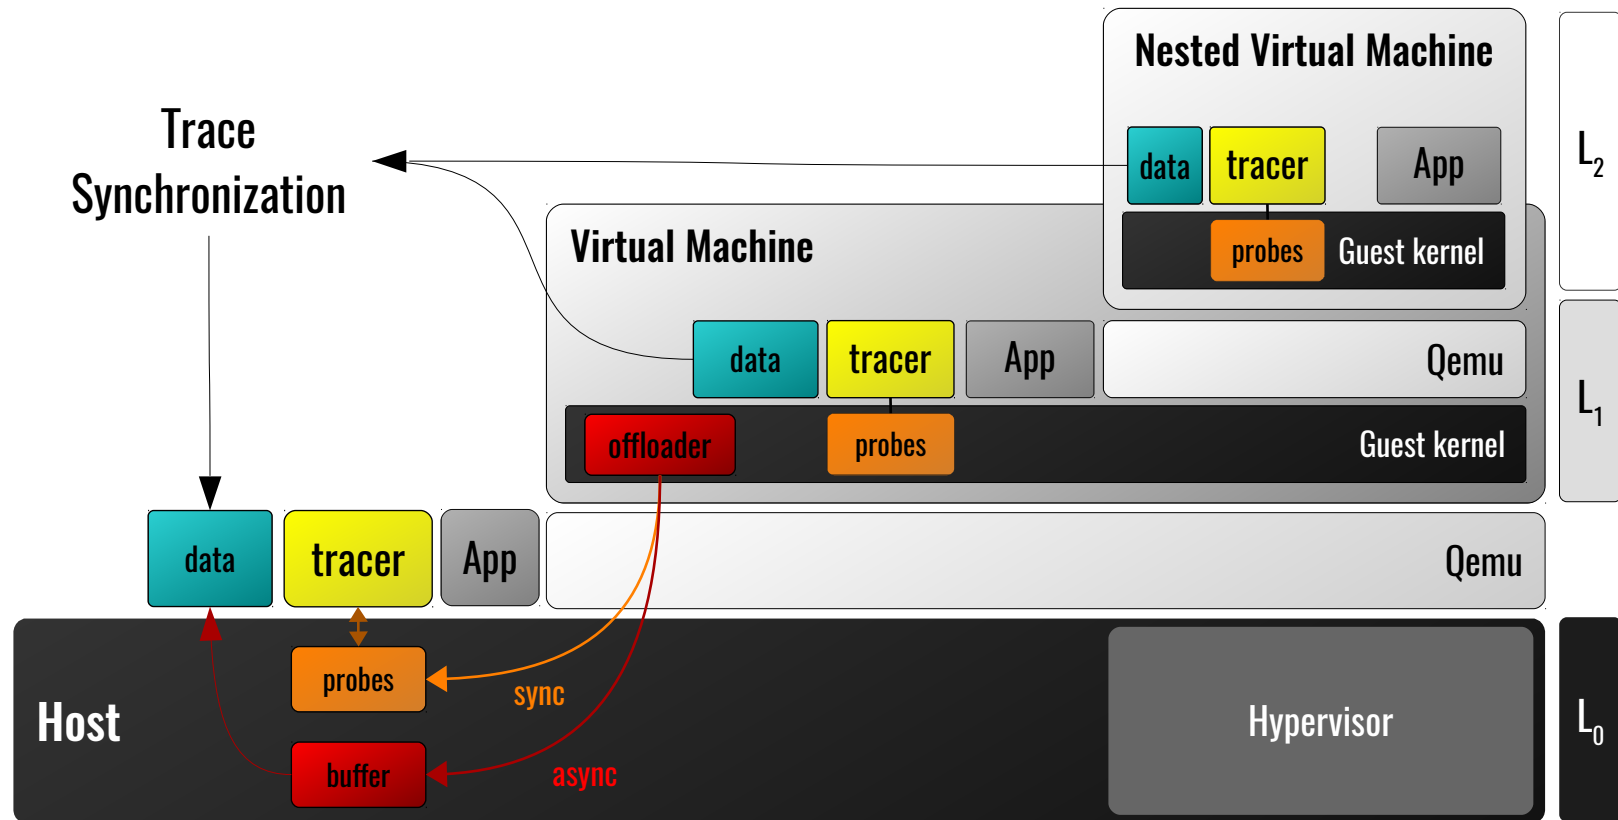 Nested Virtual Machine
Trace
Synchronization
data
tracer
App
L2
probes
Guest kernel
Virtual Machine
data
tracer
App
Qemu
L1
offloader
probes
Guest kernel
data
tracer
App
Qemu
probes
sync
Host
Hypervisor
L0
buffer
async